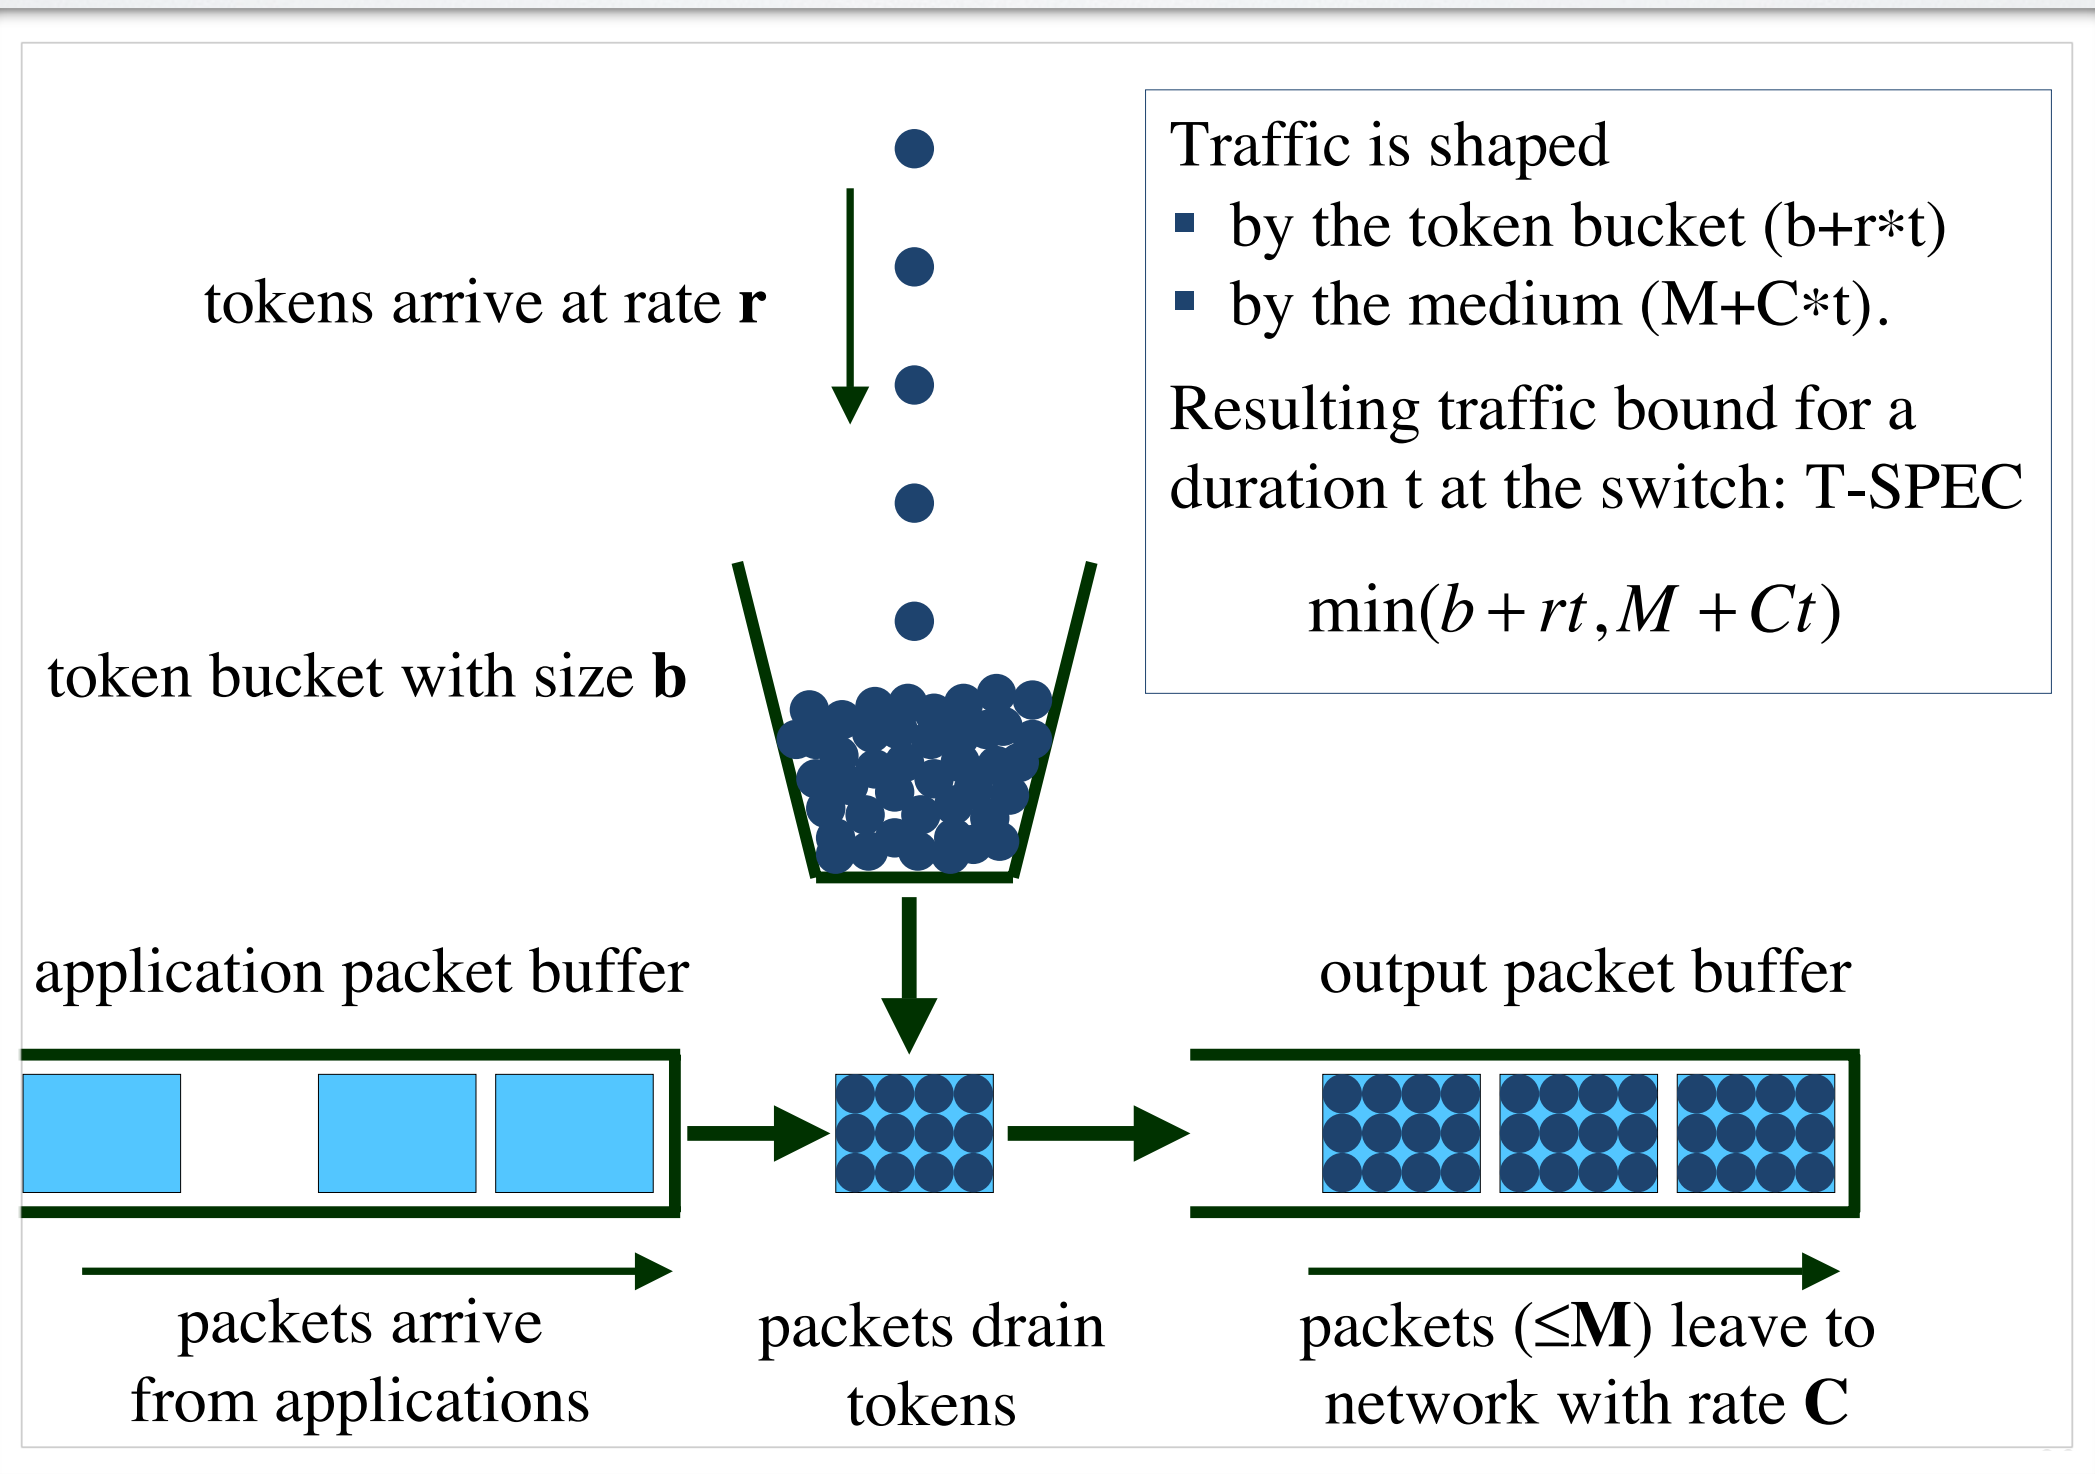 tokens arrive at rate r
token bucket with size b
Traffic is shaped
▪ by the token bucket (b+r*t)
▪ by the medium (M+C*t).
Resulting traffic bound for a
duration t at the switch: T-SPEC
min(b + rt, M + Ct)
application packet buffer
output packet buffer
packets arrive
from applications
packets drain
tokens
packets (≤M) leave to
network with rate C